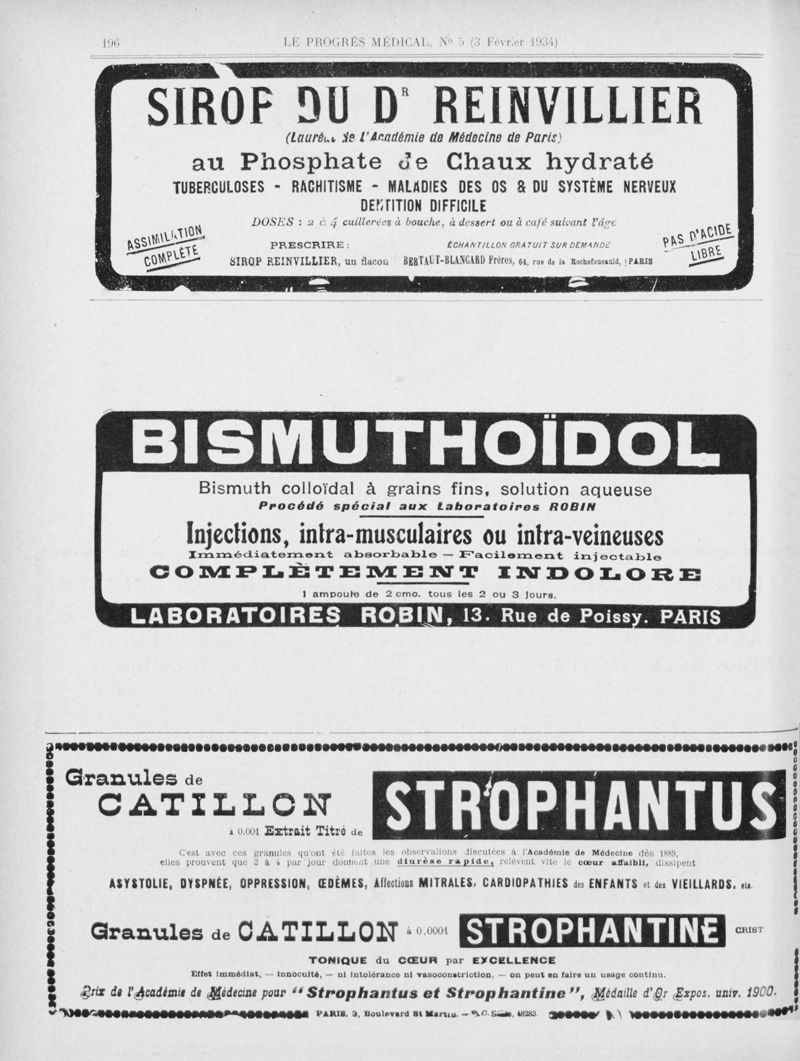 196
LE PROGRÈS MÉDICAL, No 5 (3 Février 1934)
SIROP DU Dr REINVILLIER
(Lauréat de l'Académie de Médecine de Paris)
au Phosphate de Chaux hydraté
TUBERCULOSES - RACHITISME - MALADIES DES OS & DU SYSTÈME NERVEUX
DENTITION DIFFICILE
DOSES : 2 à 4 cuillerées à bouche, à dessert ou à café suivant l'âge
ASSIMILATION
COMPLÈTE
PRESCRIRE :
SIROP REINVILLIER, un flacon
ÉCHANTILLON GRATUIT SUR DEMANDE
BERTAUT-BLANCARD Frères, 64, rue de la Rochefoucauld, PARIS
PAS D'ACIDE
LIBRE
BISMUTHOÏDOL
Bismuth colloïdal à grains fins, solution aqueuse
Procédé spécial aux Laboratoires ROBIN
Injections, intra-musculaires ou intra-veineuses
Immédiatement absorbable — Facilement injectable
COMPLÈTEMENT INDOLORE
1 ampoule de 2 cmc. tous les 2 ou 3 jours.
LABORATOIRES ROBIN, 13. Rue de Poissy. PARIS
Granules de
CATILLON
à 0.001 Extrait Titré de
STROPHANTUS
C'est avec ces granules qu'ont été faites les observations discutées à l'Académie de Médecine dès 1889,
elles prouvent que 2 à 4 par jour donnent une diurèse rapide, relèvent vite le cœur affaibli, dissipent
ASYSTOLIE, DYSPNÉE, OPPRESSION, ŒDÈMES, Affections MITRALES, CARDIOPATHIES des ENFANTS et des VIEILLARDS, etc.
Granules de CATILLON à 0.0001 STROPHANTINE CRIST
TONIQUE du CŒUR par EXCELLENCE
Effet immédiat, — innocuité, — ni intolérance ni vasoconstriction, — on peut en faire un usage continu.
Prix de l'Académie de Médecine pour "Strophantus et Strophantine", Médaille d'Or Expos. univ. 1900.
PARIS, 3, Boulevard St Martin. — R. C. Seine, 48283